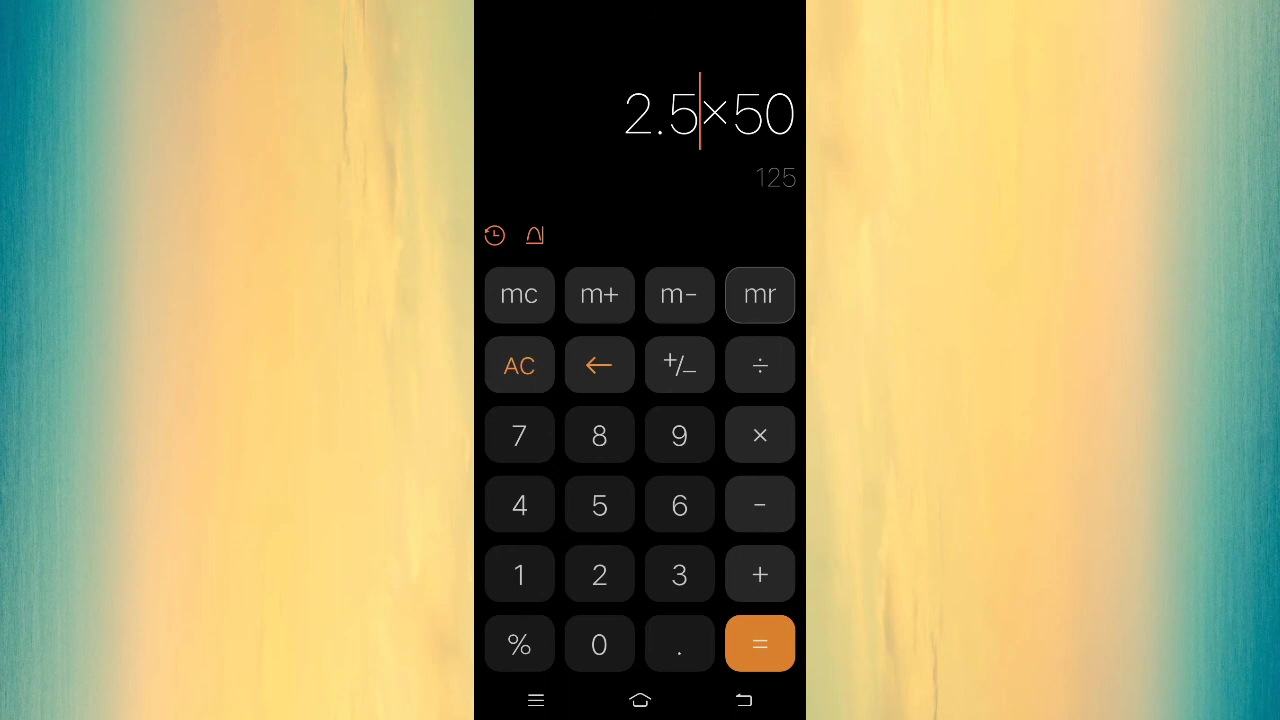 2.5×50
125
mc m+ m- mr
AC ← +/− ÷
7 8 9 ×
4 5 6 -
1 2 3 +
% 0 . =